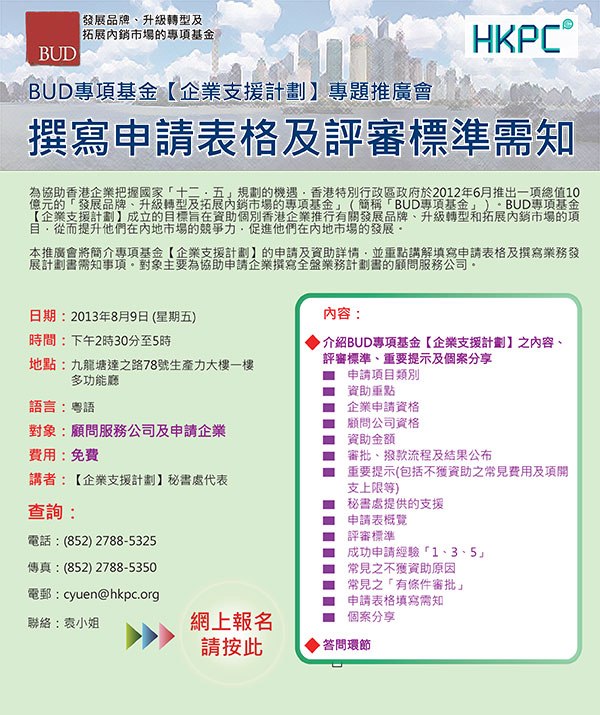 發展品牌、升級轉型及
拓展內銷市場的專項基金
BUD
HKPC
BUD專項基金【企業支援計劃】專題推廣會
撰寫申請表格及評審標準需知
為協助香港企業把握國家「十二．五」規劃的機遇，香港特別行政區政府於2012年6月推出一項總值10
億元的「發展品牌、升級轉型及拓展內銷市場的專項基金」（簡稱「BUD專項基金」）。BUD專項基金
【企業支援計劃】成立的目標旨在資助個別香港企業推行有關發展品牌、升級轉型和拓展內銷市場的項
目，從而提升他們在內地市場的競爭力，促進他們在內地市場的發展。
本推廣會將簡介專項基金【企業支援計劃】的申請及資助詳情，並重點講解填寫申請表格及撰寫業務發
展計劃書需知事項。對象主要為協助申請企業撰寫全盤業務計劃書的顧問服務公司。
日期：2013年8月9日 (星期五)
時間：下午2時30分至5時
地點：九龍塘達之路78號生產力大樓一樓
多功能廳
語言：粵語
對象：顧問服務公司及申請企業
費用：免費
講者：【企業支援計劃】秘書處代表
查詢：
電話：(852) 2788-5325
傳真：(852) 2788-5350
電郵：cyuen@hkpc.org
聯絡：袁小姐
網上報名
請按此
內容：
介紹BUD專項基金【企業支援計劃】之內容、
評審標準、重要提示及個案分享
申請項目類別
資助重點
企業申請資格
顧問公司資格
資助金額
審批、撥款流程及結果公布
重要提示(包括不獲資助之常見費用及項開
支上限等)
秘書處提供的支援
申請表概覽
評審標準
成功申請經驗「1、3、5」
常見之不獲資助原因
常見之「有條件審批」
申請表格填寫需知
個案分享
答問環節